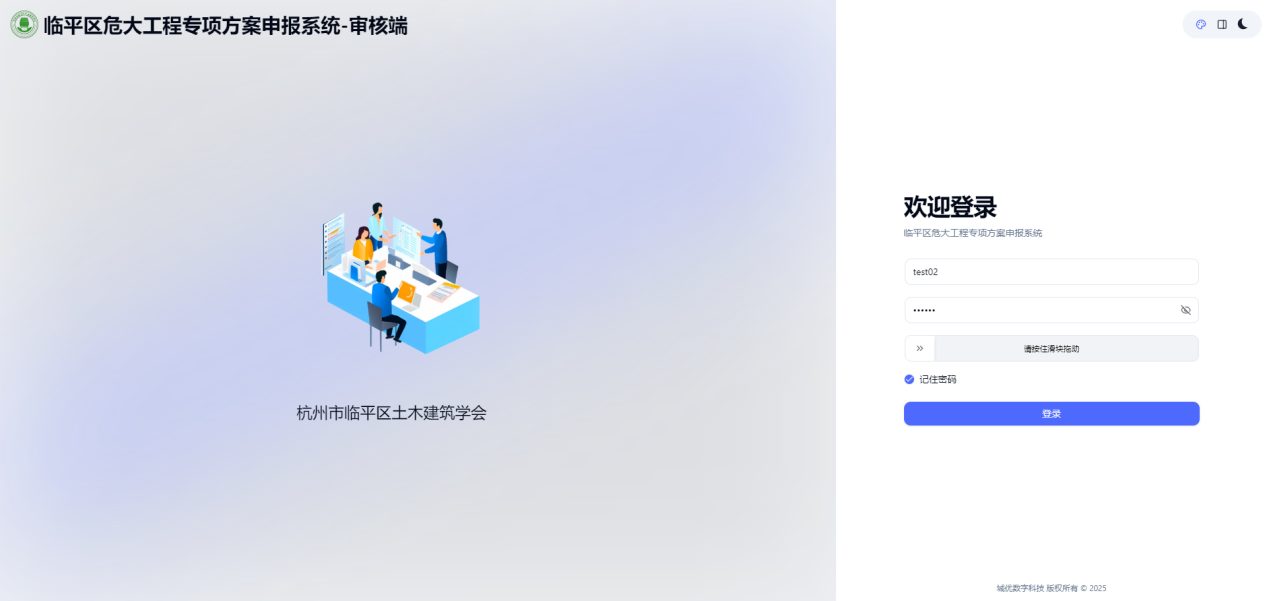 临平区危大工程专项方案申报系统-审核端
杭州市临平区土木建筑学会
欢迎登录
临平区危大工程专项方案申报系统
test02
••••••
请按住滑块拖动
记住密码
登录
城优数字科技 版权所有 © 2025